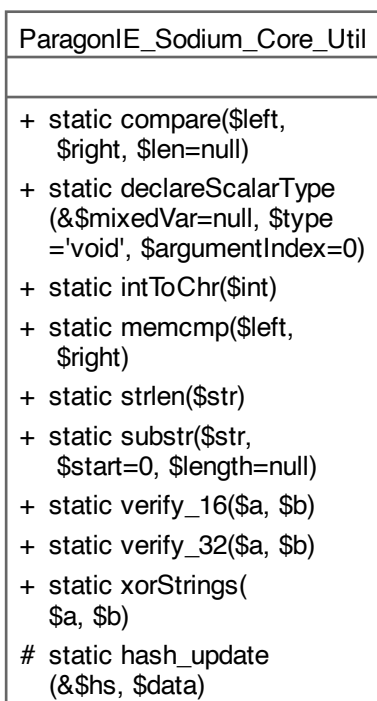 ParagonIE_Sodium_Core_Util
+ static compare($left,
$right, $len=null)
+ static declareScalarType
(&$mixedVar=null, $type
='void', $argumentIndex=0)
+ static intToChr($int)
+ static memcmp($left,
$right)
+ static strlen($str)
+ static substr($str,
$start=0, $length=null)
+ static verify_16($a, $b)
+ static verify_32($a, $b)
+ static xorStrings(
$a, $b)
# static hash_update
(&$hs, $data)